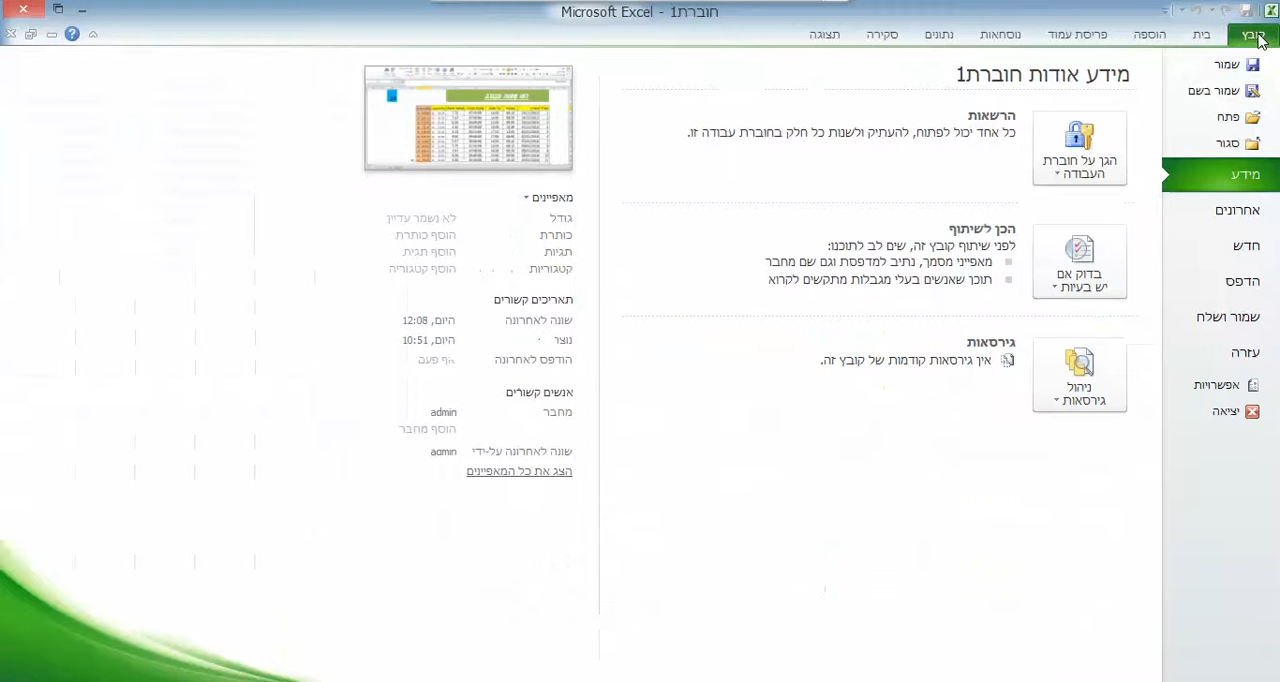 חוברת1 - Microsoft Excel
קובץ
בית
הוספה
פריסת עמוד
נוסחאות
נתונים
סקירה
תצוגה
שמור
שמור בשם
פתח
סגור
מידע
אחרונים
חדש
הדפס
שמור ושלח
עזרה
אפשרויות
יציאה
מידע אודות חוברת1
הגן על חוברת
העבודה
הרשאות
כל אחד יכול לפתוח, להעתיק ולשנות כל חלק בחוברת עבודה זו.
בדוק אם
יש בעיות
הכן לשיתוף
לפני שיתוף קובץ זה, שים לב לתוכנו:
מאפייני מסמך, נתיב למדפסת וגם שם מחבר
תוכן שאנשים בעלי מגבלות מתקשים לקרוא
ניהול
גירסאות
גירסאות
אין גירסאות קודמות של קובץ זה.
מאפיינים
גודל לא נשמר עדיין
כותרת הוסף כותרת
תגיות הוסף תגית
קטגוריות הוסף קטגוריה
תאריכים קשורים
שונה לאחרונה היום, 12:08
נוצר היום, 10:51
הודפס לאחרונה אף פעם
אנשים קשורים
מחבר admin
הוסף מחבר
שונה לאחרונה על-ידי admin
הצג את כל המאפיינים